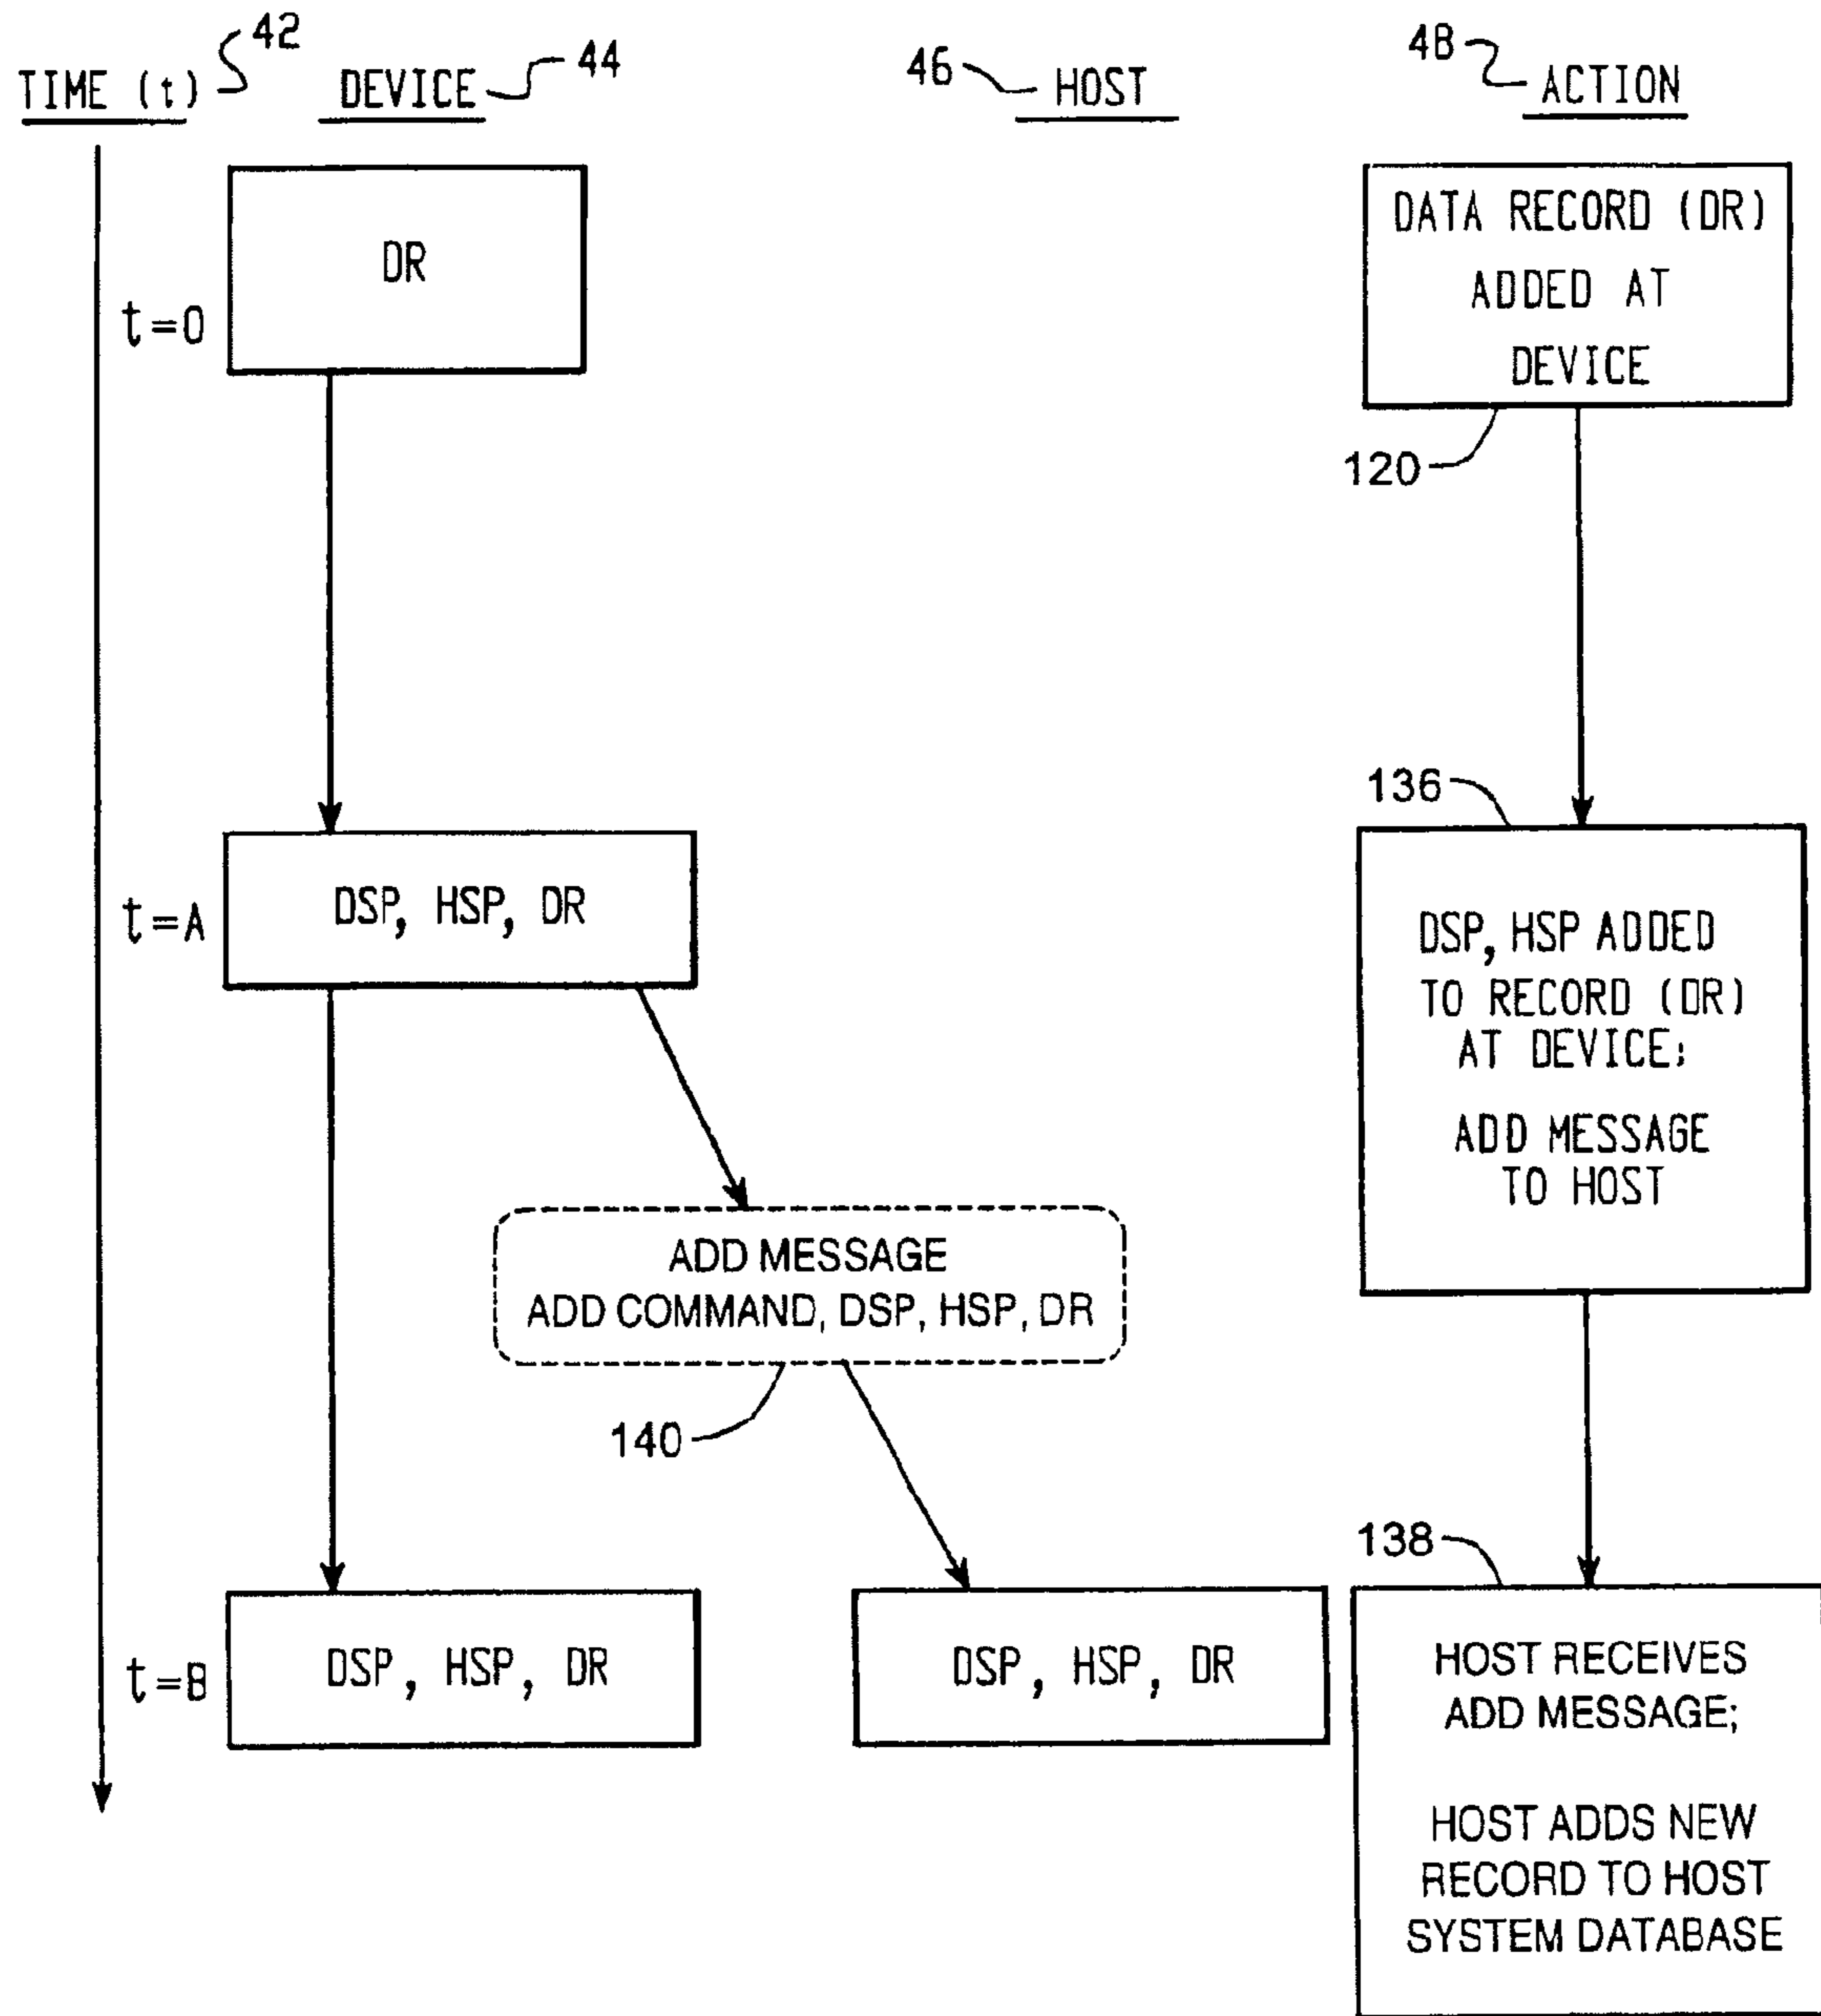 TIME (t) 42
DEVICE 44
46 HOST
48 ACTION
t=0
DR
DATA RECORD (DR)
ADDED AT
DEVICE
120
t=A
DSP, HSP, DR
136
DSP, HSP ADDED
TO RECORD (DR)
AT DEVICE;
ADD MESSAGE
TO HOST
ADD MESSAGE
ADD COMMAND, DSP, HSP, DR
140
t=B
DSP, HSP, DR
DSP, HSP, DR
138
HOST RECEIVES
ADD MESSAGE;
HOST ADDS NEW
RECORD TO HOST
SYSTEM DATABASE